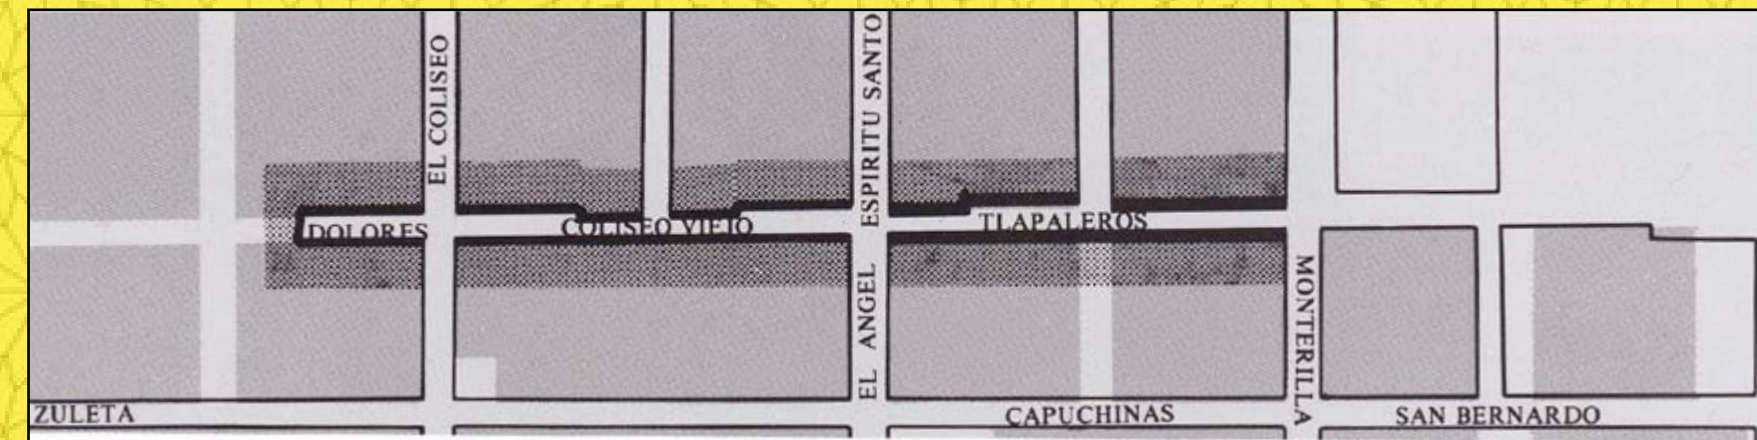 EL COLISEO
ESPIRITU SANTO
DOLORES
COLISEO VIEJO
TLAPALEROS
EL ANGEL
MONTERILLA
ZULETA
CAPUCHINAS
SAN BERNARDO